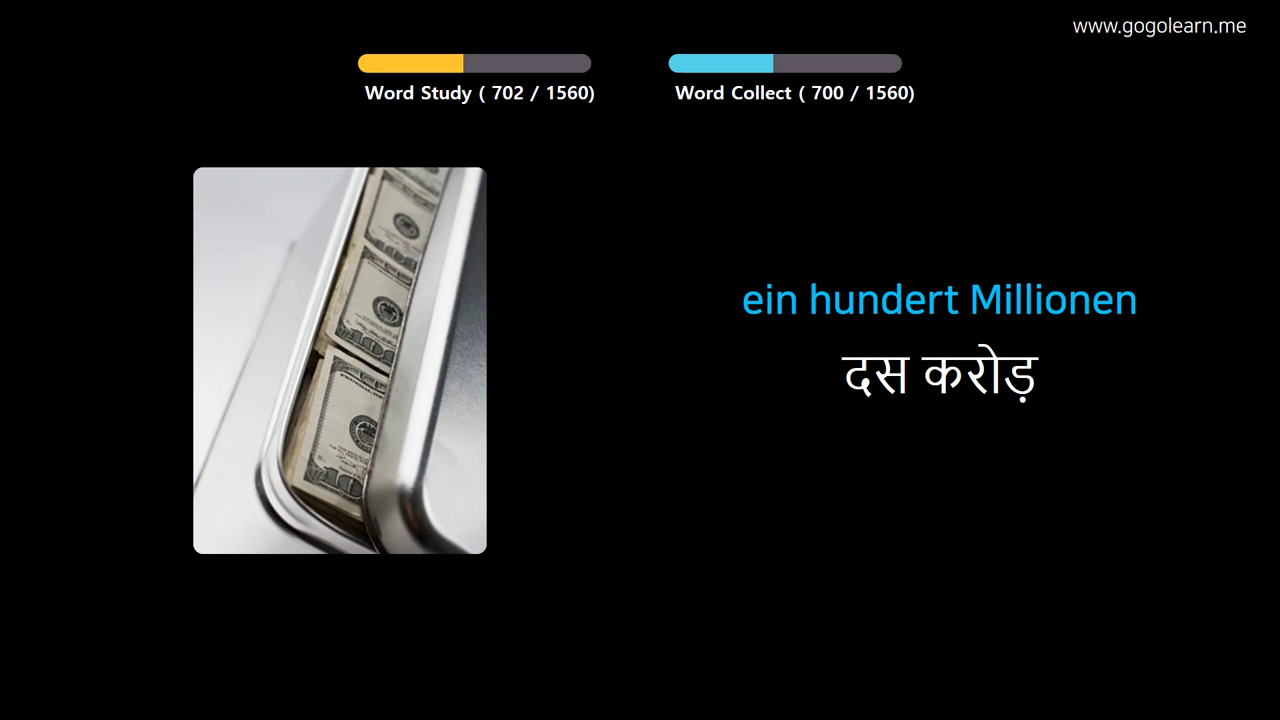 www.gogolearn.me
Word Study ( 702 / 1560)
Word Collect ( 700 / 1560)
ein hundert Millionen
दस करोड़